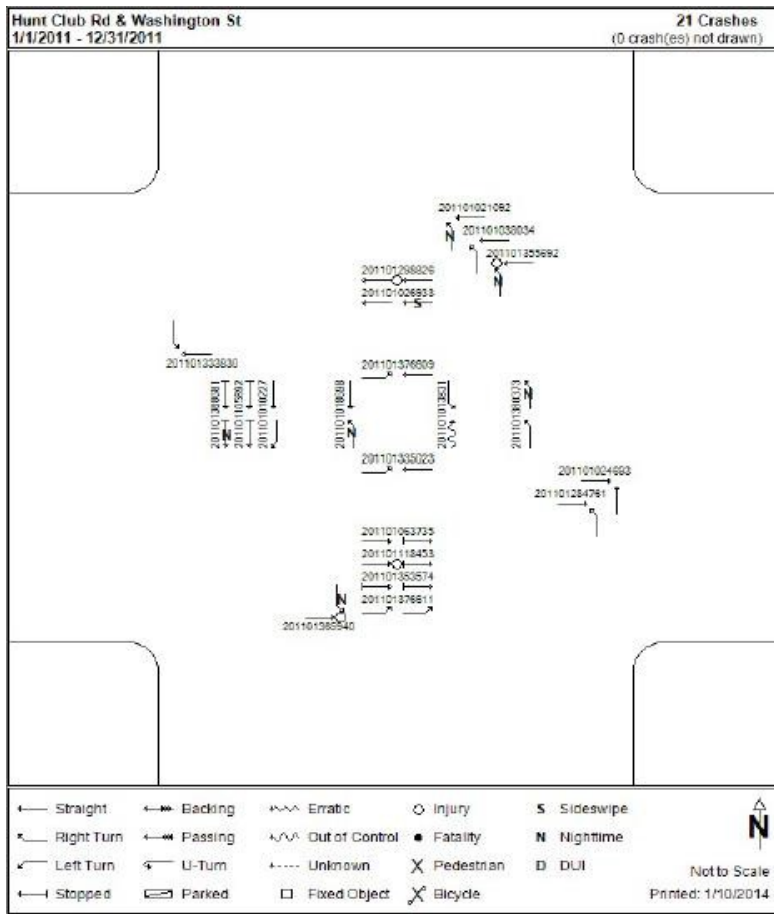 Hunt Club Rd & Washington St
21 Crashes
1/1/2011 - 12/31/2011
(0 crash(es) not drawn)
201101021092
N
201101038034
201101355692
N
201101298826
201101026933
S
201101333830
201101376609
N
N
N
201101335023
201101024693
201101284761
201101063735
201101118453
201101353574
201101376611
N
Straight
Backing
Erratic
Injury
S Sideswipe
Right Turn
Passing
Out of Control
Fatality
N Nighttime
Left Turn
U-Turn
Unknown
Pedestrian
D DUI
Stopped
Parked
Fixed Object
Bicycle
N
Not to Scale
Printed: 1/10/2014